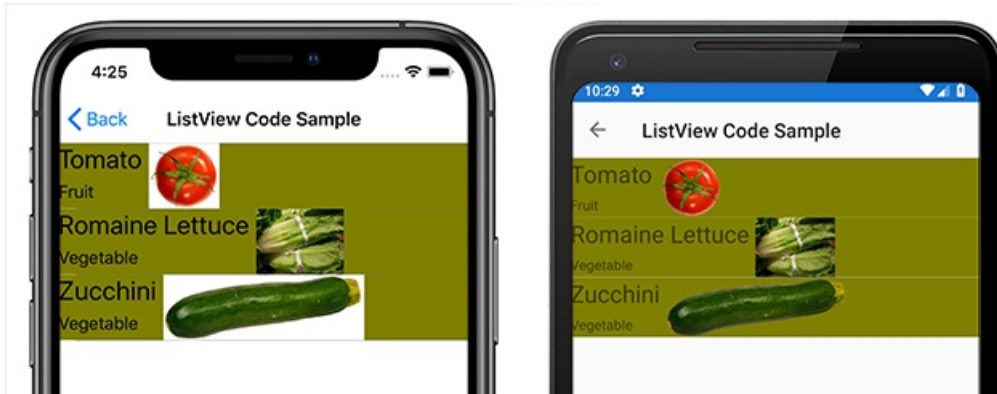 4:25
Back ListView Code Sample
Tomato
Fruit
Romaine Lettuce
Vegetable
Zucchini
Vegetable
10:29
ListView Code Sample
Tomato
Fruit
Romaine Lettuce
Vegetable
Zucchini
Vegetable